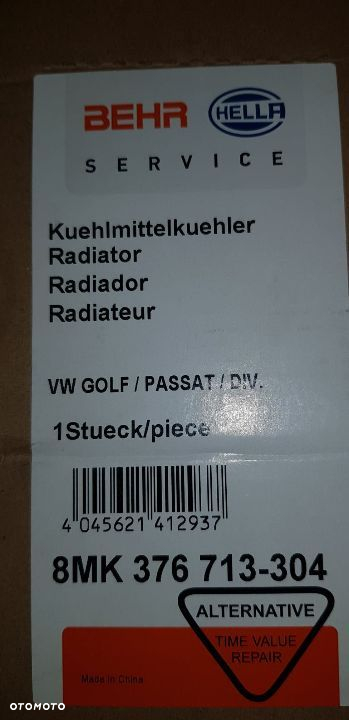 BEHR HELLA
SERVICE
Kuehlmittelkuehler
Radiator
Radiador
Radiateur
VW GOLF / PASSAT / DIV.
1Stueck/piece
4 045621 412937
8MK 376 713-304
ALTERNATIVE
TIME VALUE
REPAIR
Made in China
OTOMOTO